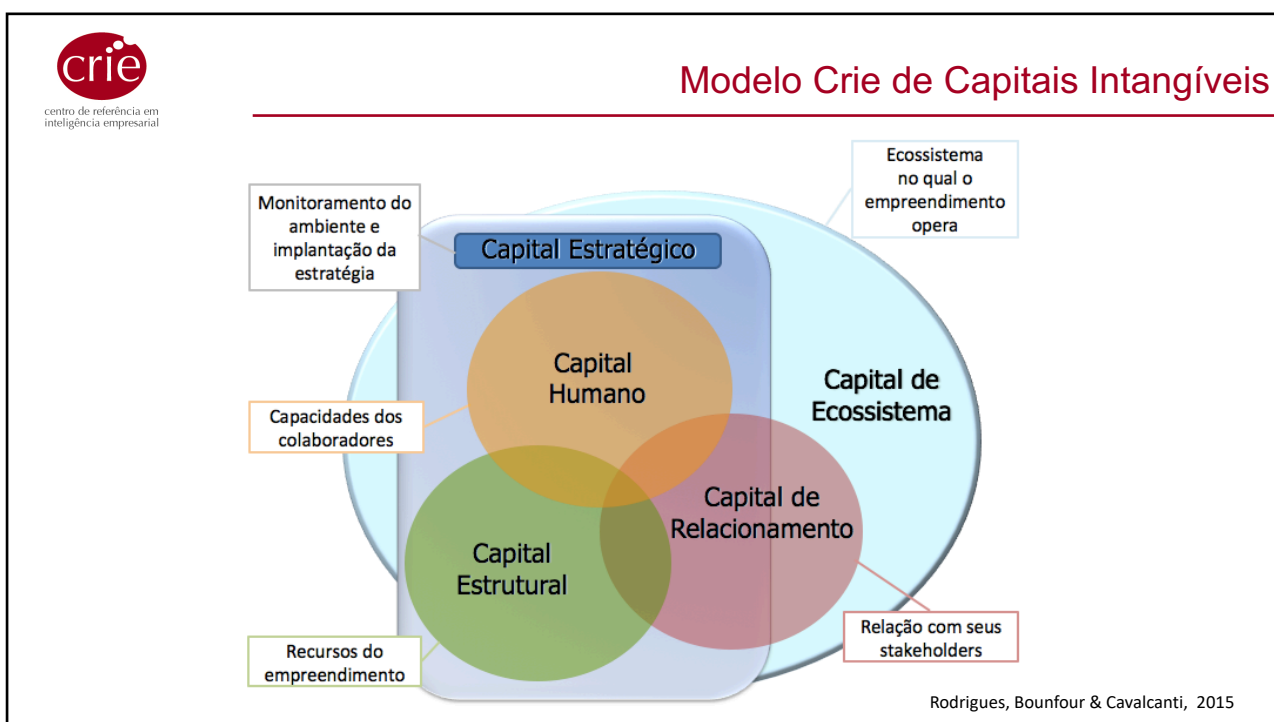 crie
centro de referência em
inteligência empresarial
Modelo Crie de Capitais Intangíveis
Ecossistema
no qual o
empreendimento
opera
Monitoramento do
ambiente e
implantação da
estratégia
Capital Estratégico
Capital
Humano
Capital de
Ecossistema
Capacidades dos
colaboradores
Capital de
Relacionamento
Capital
Estrutural
Relação com seus
stakeholders
Recursos do
empreendimento
Rodrigues, Bounfour & Cavalcanti, 2015